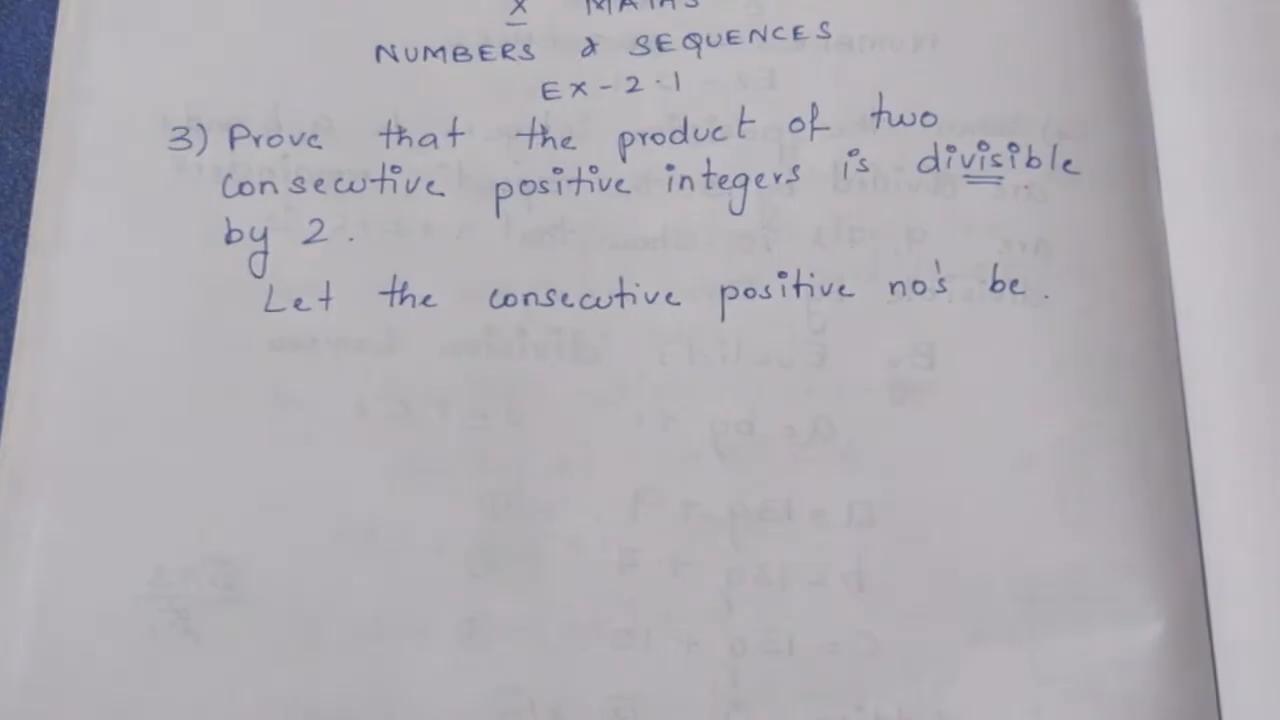 X MATHS
NUMBERS & SEQUENCES
EX - 2.1
3) Prove that the product of two
consecutive positive integers is divisible
by 2.
Let the consecutive positive no's be.